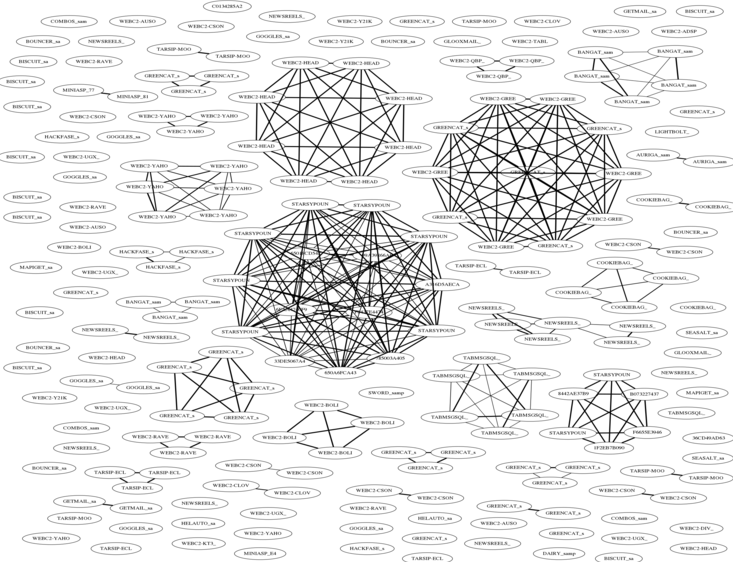 C01M2B5A2
NEWSREELS_
COMBOS_sam
WEBC2-AUSO
WEBC2-CSON
GOGGLES_sa
WEBC2-Y21K
GREENCAT_s
TARSIP-MOO
WEBC2-CLOV
GETMAIL_sa
BISCUIT_sa
WEBC2-AUSO
WEBC2-ADSP
BOUNCER_sa
NEWSREELS_
TARSIP-MOO
TARSIP-MOO
WEBC2-Y21K
BOUNCER_sa
GLOOXMAIL_
WEBC2-TABL
BANGAT_sam
BANGAT_sam
BISCUIT_sa
WEBC2-RAVE
WEBC2-HEAD
WEBC2-HEAD
WEBC2-QBP_
WEBC2-QBP_
WEBC2-QBP_
BISCUIT_sa
GREENCAT_s
GREENCAT_s
GREENCAT_s
BANGAT_sam
BANGAT_sam
BANGAT_sam
MINIASP_77
MINIASP_81
WEBC2-HEAD
WEBC2-HEAD
WEBC2-GREE
WEBC2-GREE
BISCUIT_sa
WEBC2-CSON
WEBC2-YAHO
WEBC2-YAHO
WEBC2-YAHO
GREENCAT_s
GREENCAT_s
GREENCAT_s
LIGHTBOLT_
HACKFASE_s
GOGGLES_sa
WEBC2-HEAD
WEBC2-HEAD
BISCUIT_sa
WEBC2-UGX_
WEBC2-YAHO
WEBC2-YAHO
AURIGA_sam
AURIGA_sam
GOGGLES_sa
WEBC2-YAHO
WEBC2-YAHO
WEBC2-HEAD
WEBC2-HEAD
WEBC2-GREE
WEBC2-GREE
BISCUIT_sa
WEBC2-RAVE
WEBC2-YAHO
WEBC2-YAHO
STARSYPOUN
STARSYPOUN
GREENCAT_s
WEBC2-GREE
COOKIEBAG_
COOKIEBAG_
BISCUIT_sa
WEBC2-AUSO
STARSYPOUN
STARSYPOUN
WEBC2-GREE
GREENCAT_s
BOUNCER_sa
WEBC2-BOLI
HACKFASE_s
HACKFASE_s
HACKFASE_s
WEBC2-CSON
WEBC2-CSON
MAPIGET_sa
WEBC2-UGX_
TARSIP-ECL
TARSIP-ECL
COOKIEBAG_
COOKIEBAG_
COOKIEBAG_
COOKIEBAG_
GREENCAT_s
STARSYPOUN
A316D5AECA
BANGAT_sam
BANGAT_sam
BANGAT_sam
BISCUIT_sa
NEWSREELS_
NEWSREELS_
NEWSREELS_
NEWSREELS_
NEWSREELS_
NEWSREELS_
COOKIEBAG_
NEWSREELS_
NEWSREELS_
STARSYPOUN
STARSYPOUN
SEASALT_sa
BOUNCER_sa
WEBC2-HEAD
GREENCAT_s
GLOOXMAIL_
BISCUIT_sa
GREENCAT_s
TABMSGSQL_
TABMSGSQL_
TABMSGSQL_
STARSYPOUN
NEWSREELS_
GOGGLES_sa
GOGGLES_sa
GREENCAT_s
650A6FCA43
SWORD_samp
8442AE37B9
B073227437
MAPIGET_sa
WEBC2-Y21K
WEBC2-UGX_
GREENCAT_s
GREENCAT_s
WEBC2-BOLI
WEBC2-BOLI
TABMSGSQL_
TABMSGSQL_
TABMSGSQL_
TABMSGSQL_
COMBOS_sam
WEBC2-RAVE
WEBC2-RAVE
WEBC2-RAVE
WEBC2-BOLI
WEBC2-BOLI
STARSYPOUN
1F2EB7B090
36CD49AD63
NEWSREELS_
GREENCAT_s
GREENCAT_s
GREENCAT_s
SEASALT_sa
BOUNCER_sa
TARSIP-ECL
TARSIP-ECL
TARSIP-ECL
WEBC2-CSON
WEBC2-CSON
GREENCAT_s
GREENCAT_s
GREENCAT_s
TARSIP-MOO
TARSIP-MOO
WEBC2-CLOV
WEBC2-CLOV
WEBC2-CSON
WEBC2-CSON
WEBC2-CSON
WEBC2-CSON
GETMAIL_sa
GETMAIL_sa
NEWSREELS_
WEBC2-UGX_
WEBC2-RAVE
GREENCAT_s
GREENCAT_s
TARSIP-MOO
GOGGLES_sa
HELAUTO_sa
HELAUTO_sa
WEBC2-AUSO
COMBOS_sam
WEBC2-DIV_
WEBC2-YAHO
WEBC2-YAHO
GOGGLES_sa
GREENCAT_s
GREENCAT_s
WEBC2-UGX_
TARSIP-ECL
WEBC2-KT3_
MINIASP_E4
HACKFASE_s
NEWSREELS_
DAIRY_samp
WEBC2-HEAD
TARSIP-ECL
BISCUIT_sa